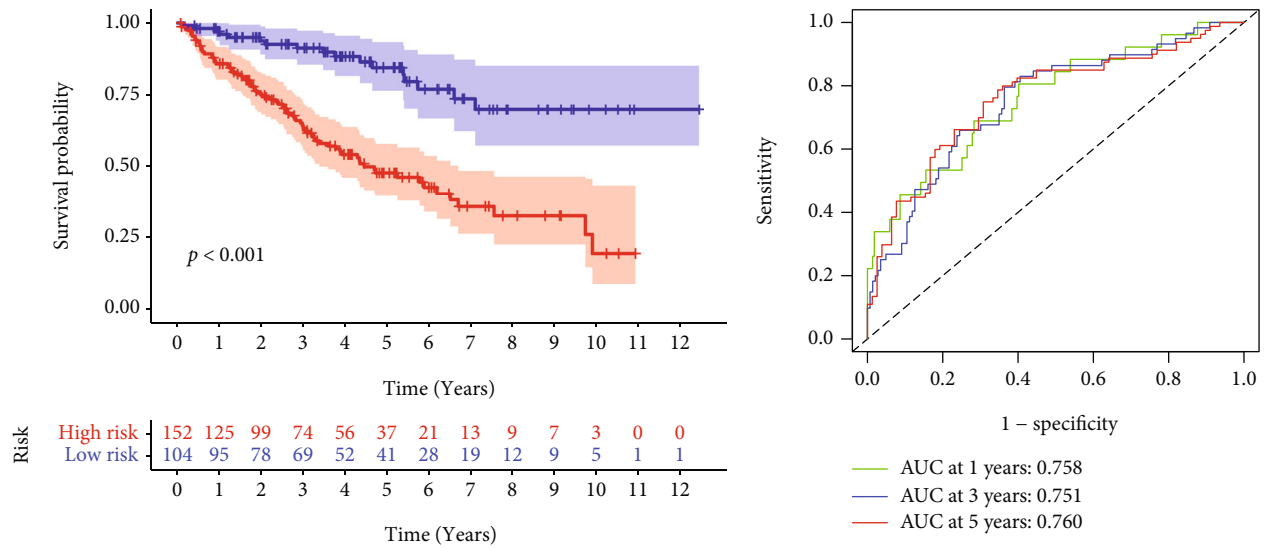 1.00
0.75
0.50
0.25
0.00
Survival probability
p < 0.001
0 1 2 3 4 5 6 7 8 9 10 11 12
Time (Years)
Risk
High risk 152 125 99 74 56 37 21 13 9 7 3 0 0
Low risk 104 95 78 69 52 41 28 19 12 9 5 1 1
0 1 2 3 4 5 6 7 8 9 10 11 12
Time (Years)
1.0
0.8
0.6
0.4
0.2
0.0
Sensitivity
0.0 0.2 0.4 0.6 0.8 1.0
1 − specificity
AUC at 1 years: 0.758
AUC at 3 years: 0.751
AUC at 5 years: 0.760